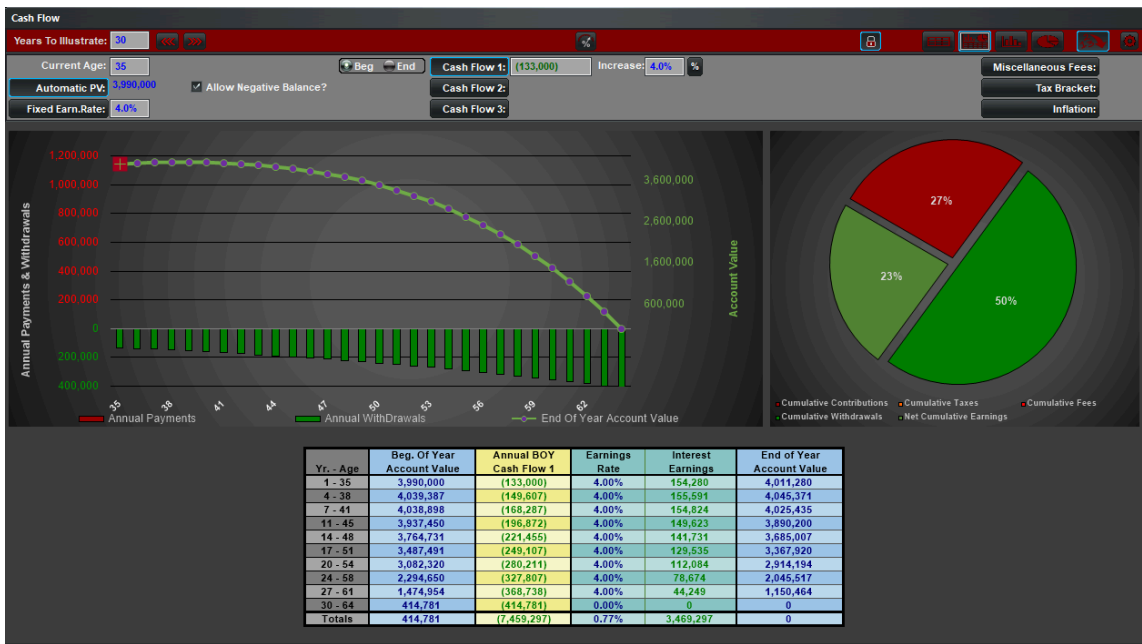 Cash Flow
Years To Illustrate: 30
%
Current Age: 35
Beg End
Cash Flow 1: (133,000) Increase: 4.0% %
Miscellaneous Fees:
Automatic PV: 3,990,000
Allow Negative Balance?
Cash Flow 2:
Tax Bracket:
Fixed Earn.Rate: 4.0%
Cash Flow 3:
Inflation:
Annual Payments & Withdrawals
1,200,000
1,000,000
800,000
600,000
400,000
200,000
0
200,000
400,000
3,600,000
2,600,000
1,600,000
600,000
Account Value
35 38 41 44 47 50 53 56 59 62
Annual Payments Annual WithDrawals End Of Year Account Value
27%
23%
50%
Cumulative Contributions Cumulative Taxes Cumulative Fees
Cumulative Withdrawals Net Cumulative Earnings
Yr. - Age Beg. Of Year Account Value Annual BOY Cash Flow 1 Earnings Rate Interest Earnings End of Year Account Value
1 - 35 3,990,000 (133,000) 4.00% 154,280 4,011,280
4 - 38 4,039,387 (149,607) 4.00% 155,591 4,045,371
7 - 41 4,038,898 (168,287) 4.00% 154,824 4,025,435
11 - 45 3,937,450 (196,872) 4.00% 149,623 3,890,200
14 - 48 3,764,731 (221,455) 4.00% 141,731 3,685,007
17 - 51 3,487,491 (249,107) 4.00% 129,535 3,367,920
20 - 54 3,082,320 (280,211) 4.00% 112,084 2,914,194
24 - 58 2,294,650 (327,807) 4.00% 78,674 2,045,517
27 - 61 1,474,954 (368,738) 4.00% 44,249 1,150,464
30 - 64 414,781 (414,781) 0.00% 0 0
Totals 414,781 (7,459,297) 0.77% 3,469,297 0